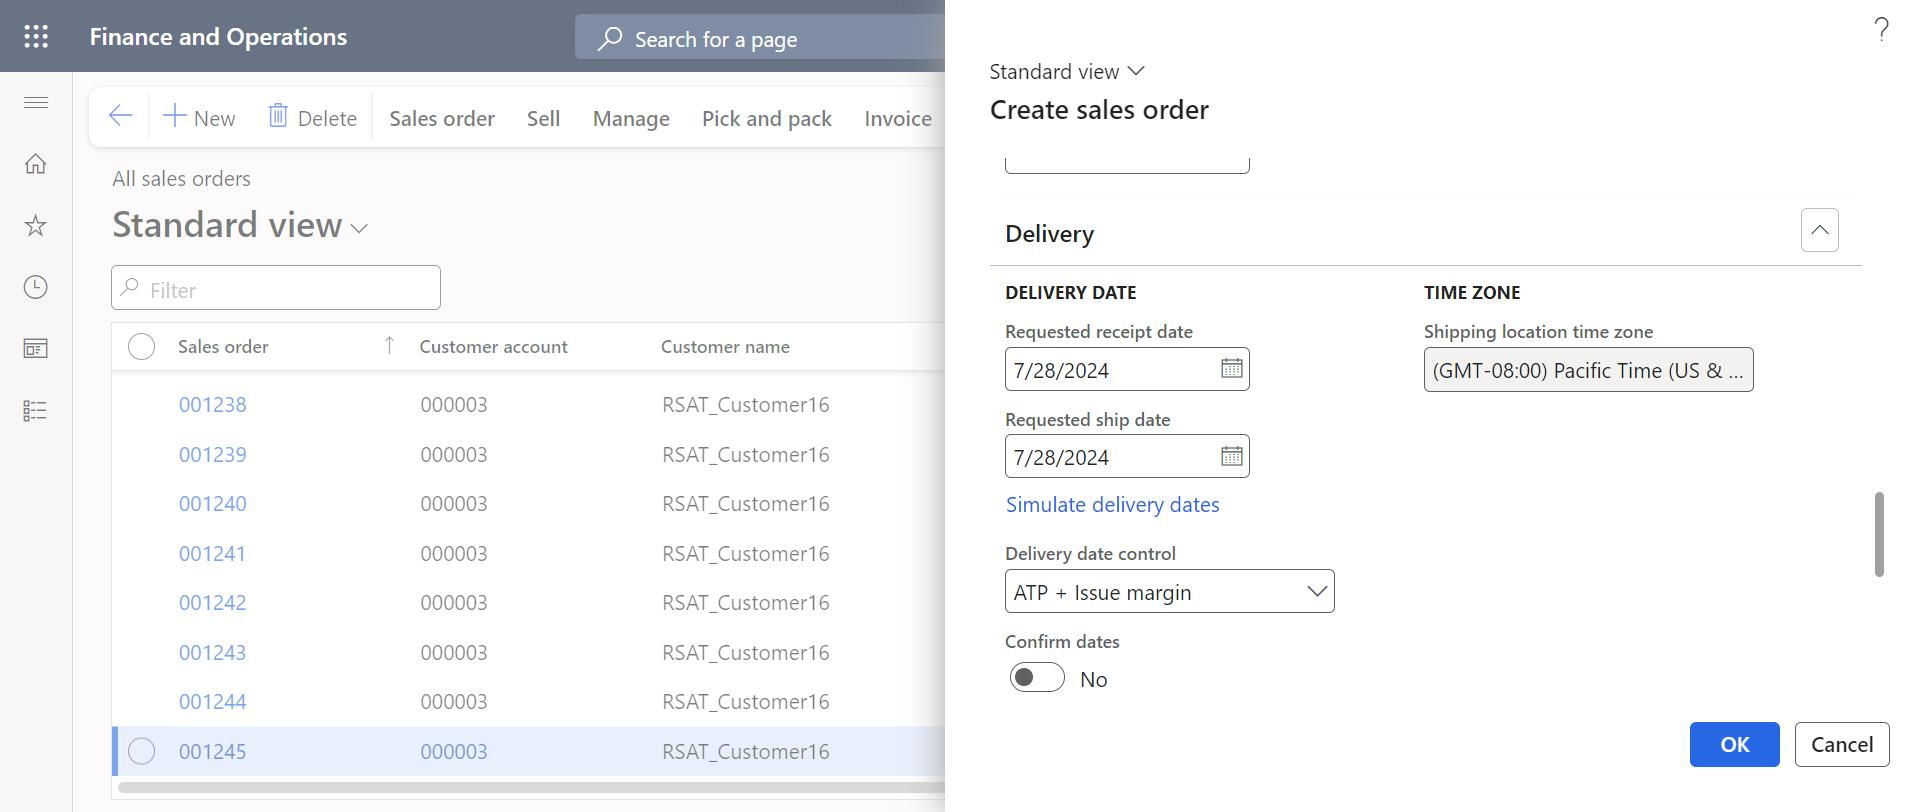 Finance and Operations
Search for a page
New
Delete
Sales order
Sell
Manage
Pick and pack
Invoice
All sales orders
Standard view
Filter
Sales order
Customer account
Customer name
001238 000003 RSAT_Customer16
001239 000003 RSAT_Customer16
001240 000003 RSAT_Customer16
001241 000003 RSAT_Customer16
001242 000003 RSAT_Customer16
001243 000003 RSAT_Customer16
001244 000003 RSAT_Customer16
001245 000003 RSAT_Customer16
?
Standard view
Create sales order
Delivery
DELIVERY DATE
Requested receipt date
7/28/2024
Requested ship date
7/28/2024
Simulate delivery dates
Delivery date control
ATP + Issue margin
Confirm dates
No
TIME ZONE
Shipping location time zone
(GMT-08:00) Pacific Time (US & ...
OK
Cancel